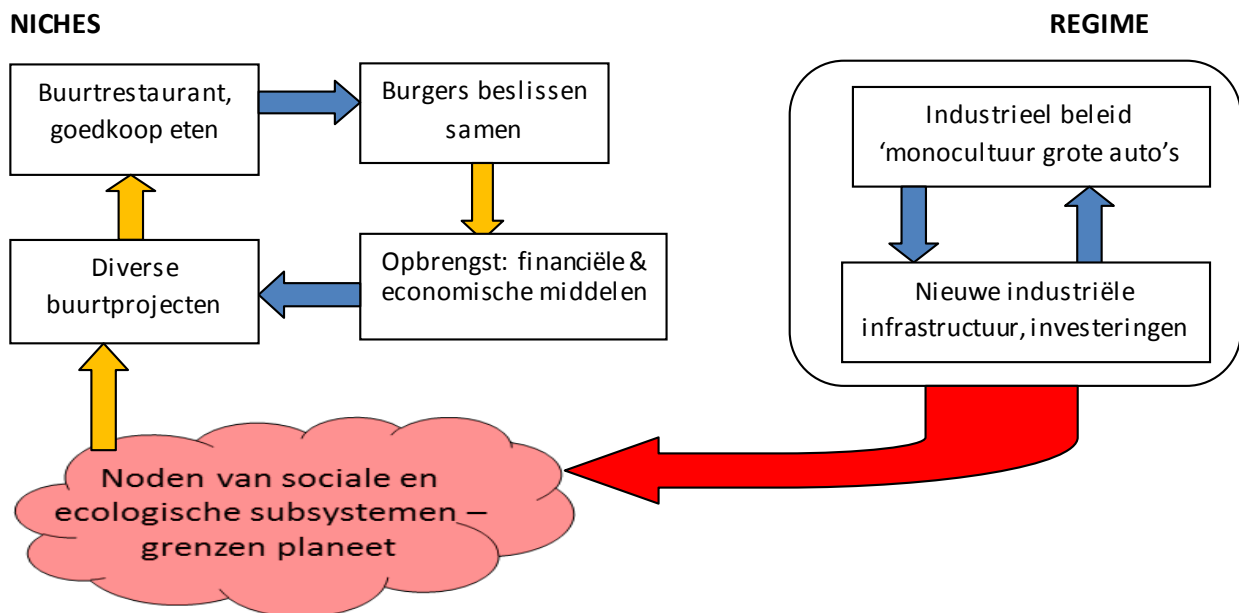 NICHES
REGIME
Buurtrestaurant,
goedkoop eten
Burgers beslissen
samen
Industrieel beleid
‘monocultuur grote auto’s
Diverse
buurtprojecten
Opbrengst: financiële &
economische middelen
Nieuwe industriële
infrastructuur, investeringen
Noden van sociale en
ecologische subsystemen –
grenzen planeet